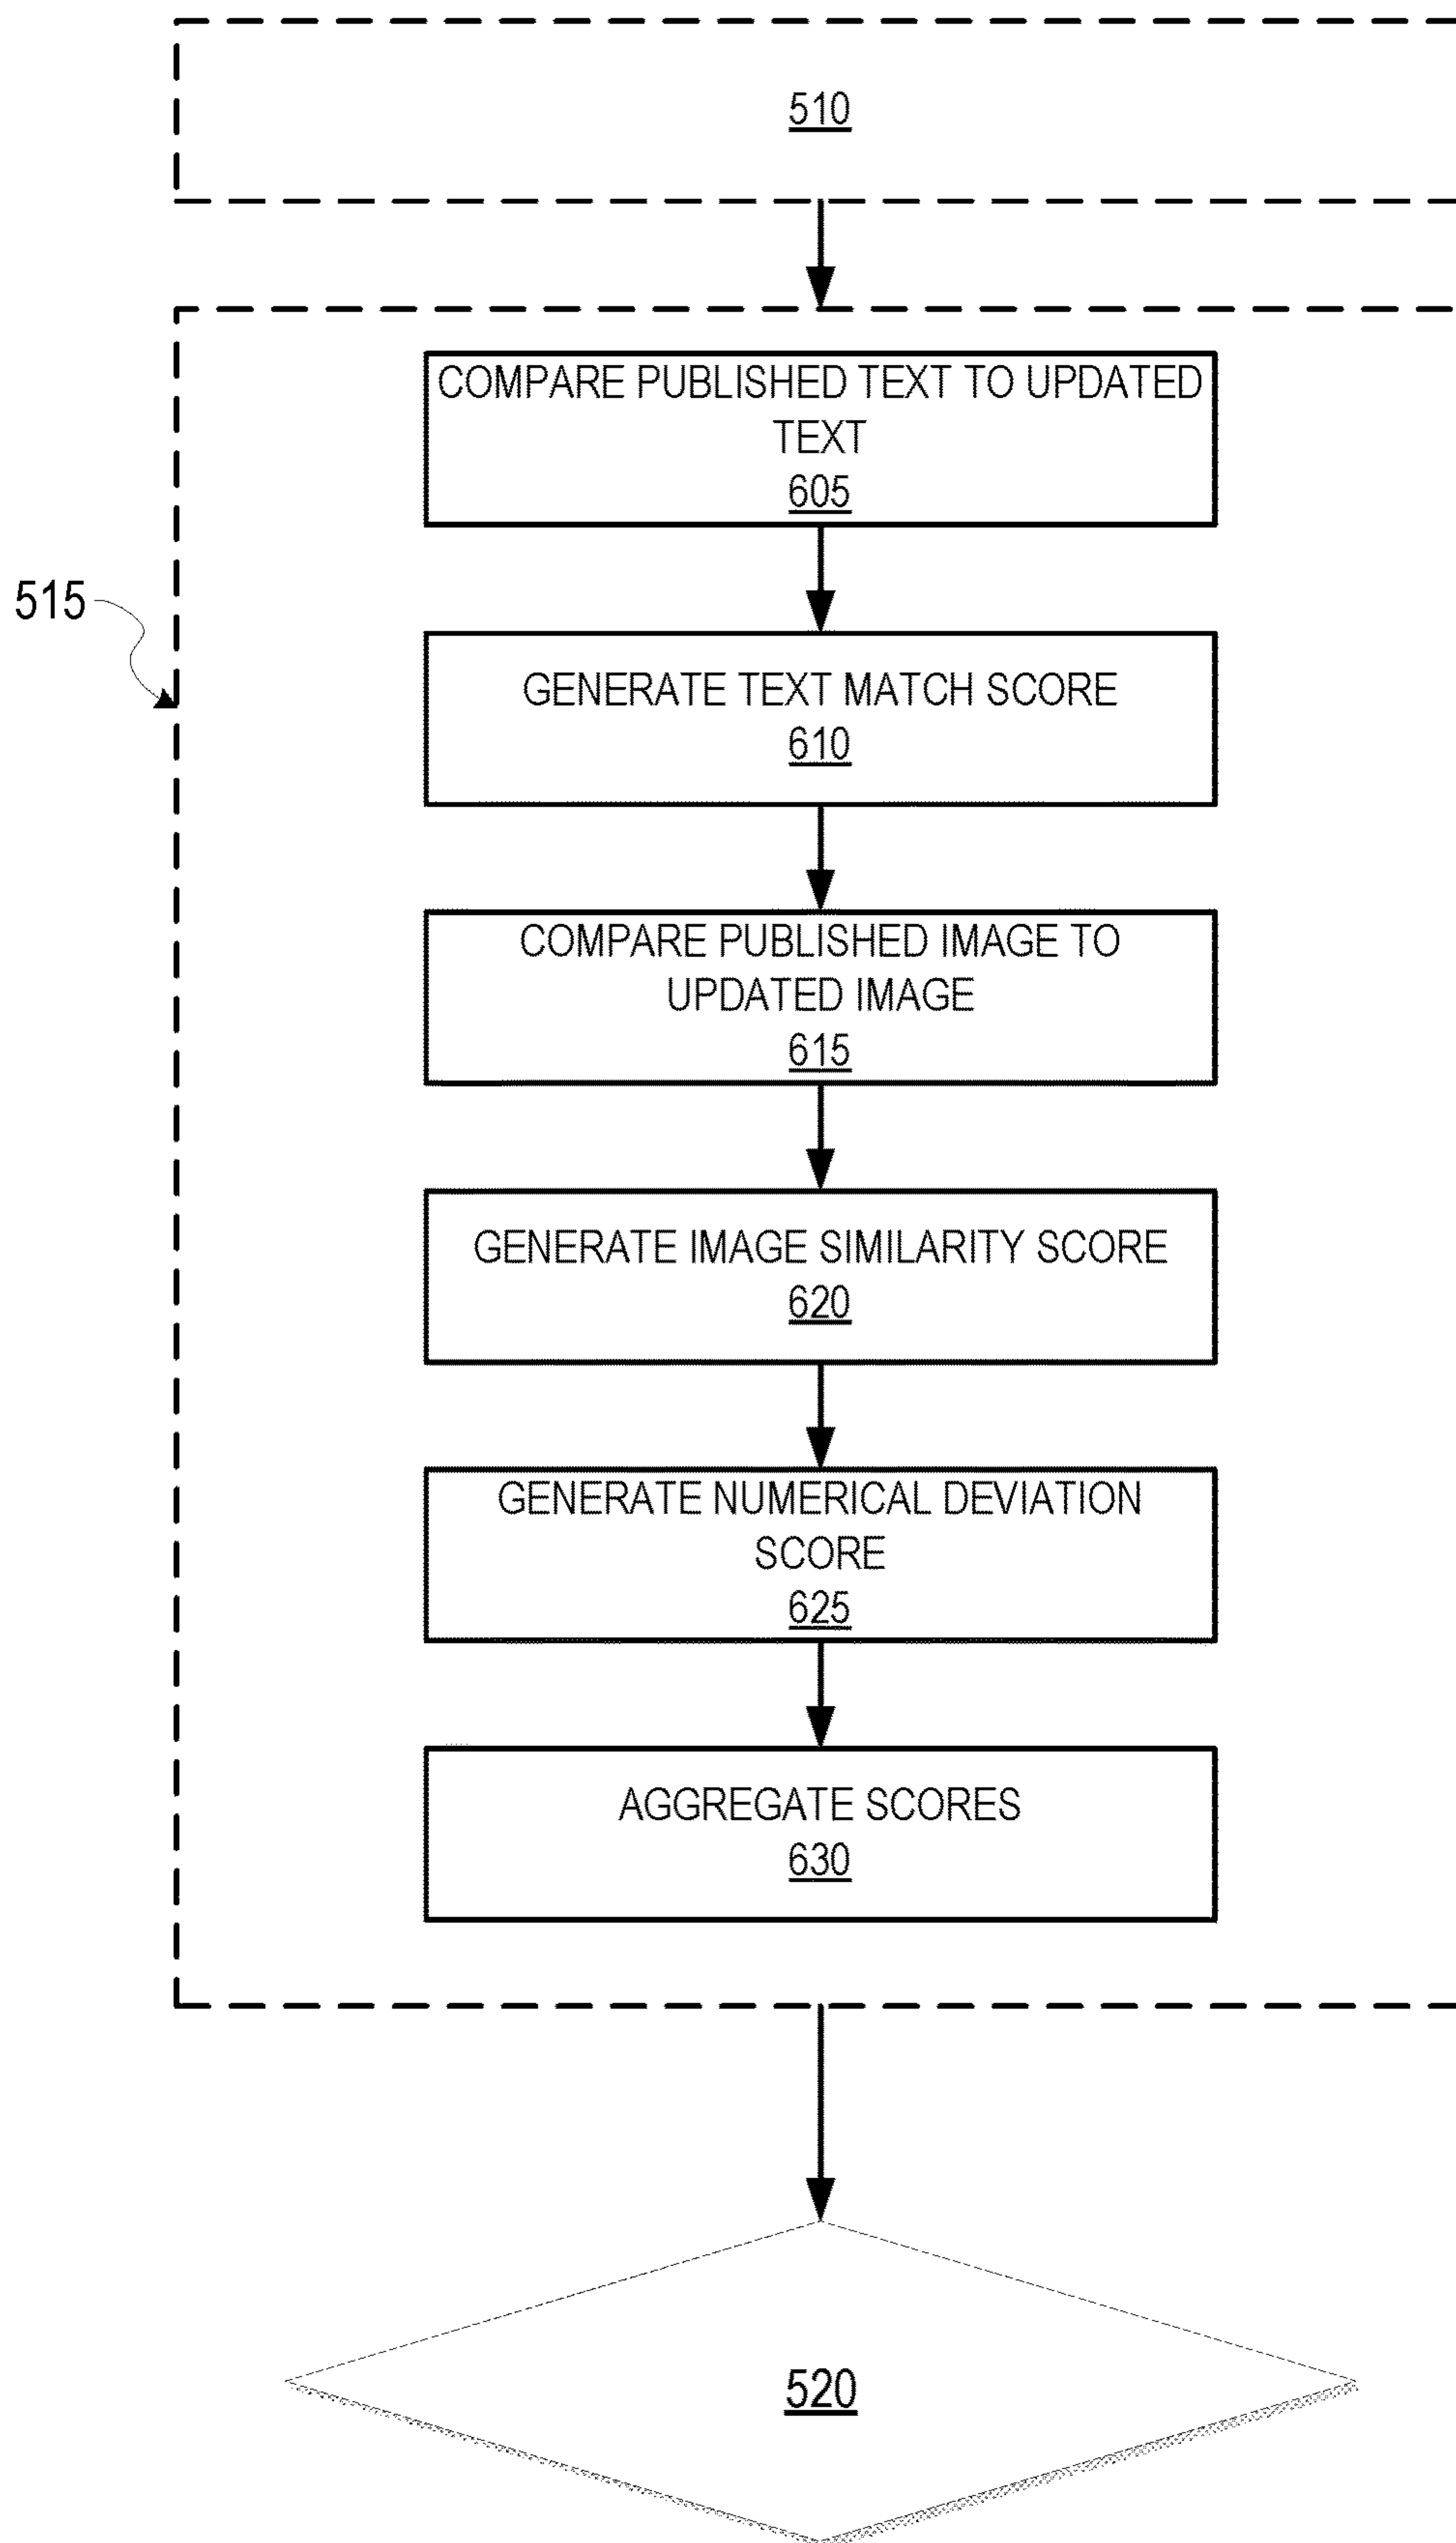 510
COMPARE PUBLISHED TEXT TO UPDATED
TEXT
605
515
GENERATE TEXT MATCH SCORE
610
COMPARE PUBLISHED IMAGE TO
UPDATED IMAGE
615
GENERATE IMAGE SIMILARITY SCORE
620
GENERATE NUMERICAL DEVIATION
SCORE
625
AGGREGATE SCORES
630
520